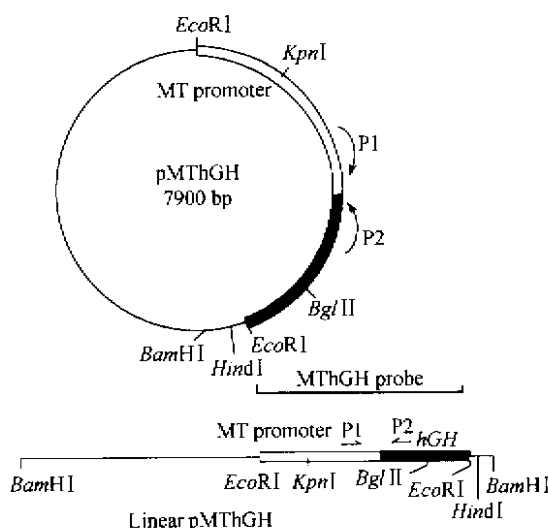 EcoRI
KpnI
MT promoter
P1
pMThGH
7900 bp
P2
BglII
BamHI
HindI
EcoRI
MThGH probe
MT promoter P1 P2 hGH
BamHI EcoRI KpnI BglII EcoRI BamHI
HindI
Linear pMThGH